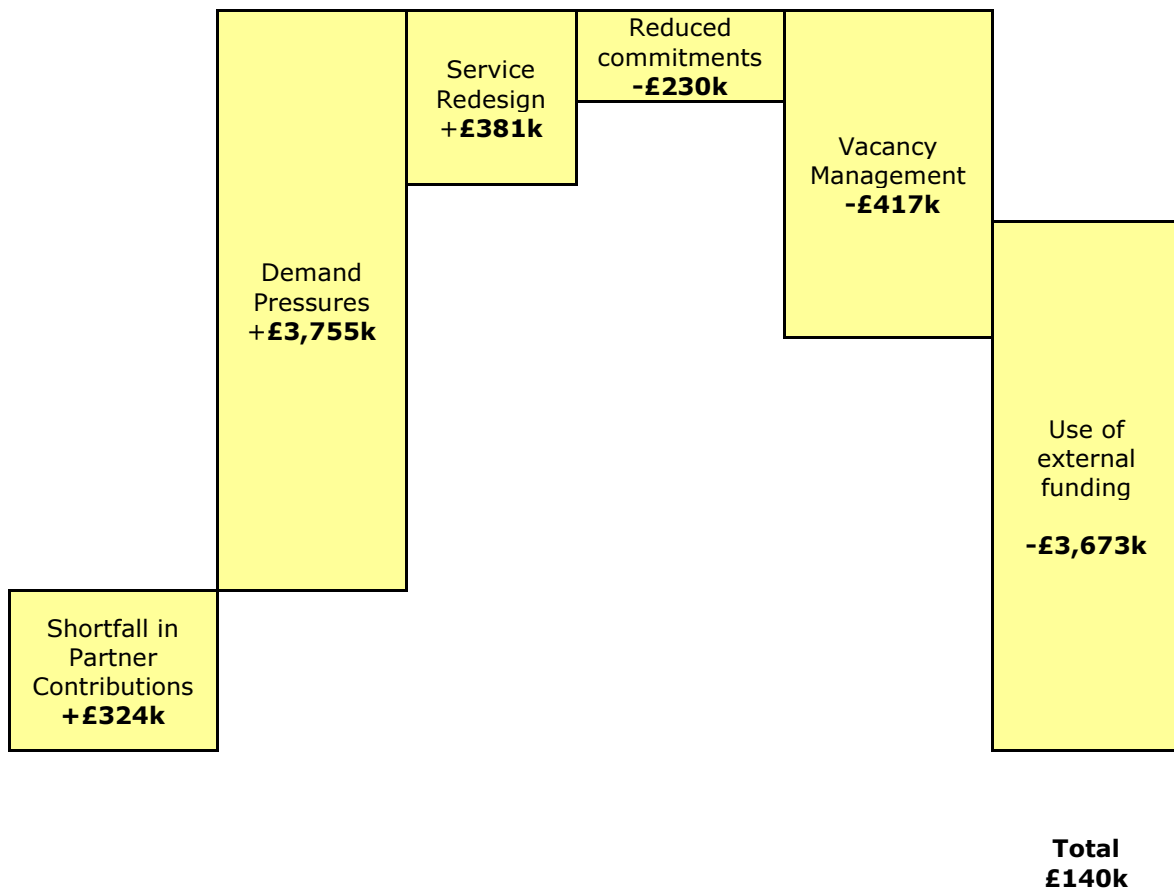 Shortfall in
Partner
Contributions
+£324k
Demand
Pressures
+£3,755k
Service
Redesign
+£381k
Reduced
commitments
-£230k
Vacancy
Management
-£417k
Use of
external
funding
-£3,673k
Total
£140k